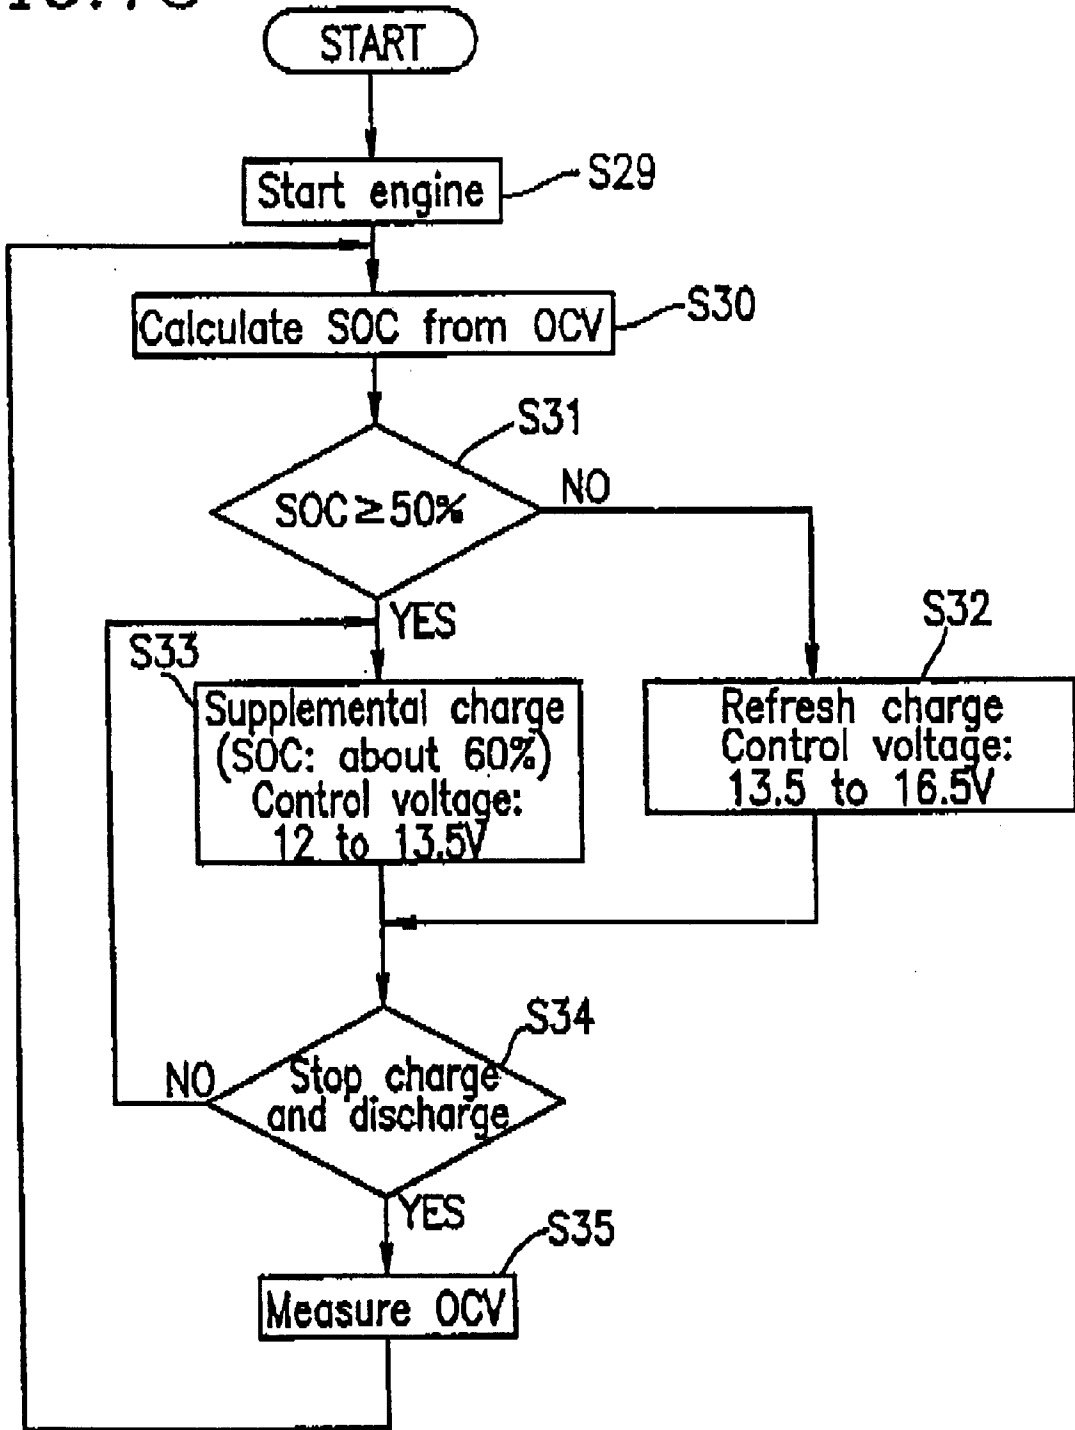 START
Start engine
S29
Calculate SOC from OCV
S30
S31
SOC≥50%
NO
YES
S32
S33
Supplemental charge
(SOC: about 60%)
Control voltage:
12 to 13.5V
Refresh charge
Control voltage:
13.5 to 16.5V
S34
NO
Stop charge
and discharge
YES
S35
Measure OCV